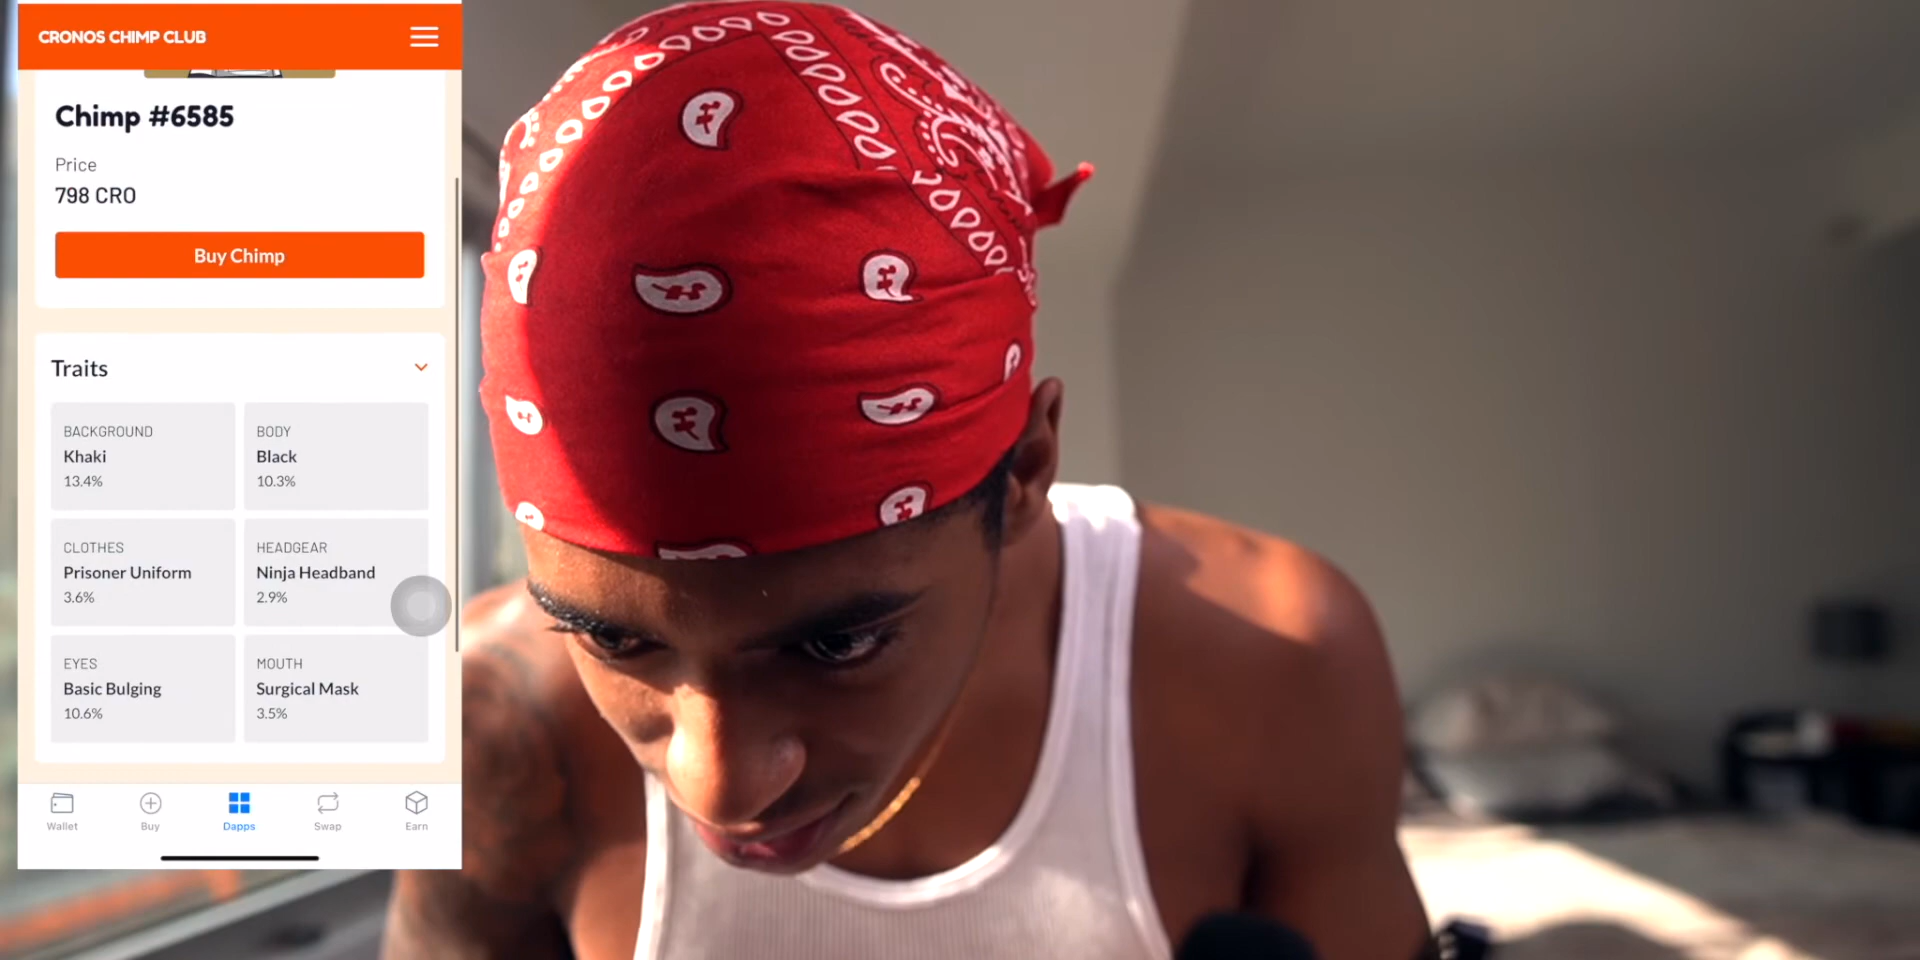 CRONOS CHIMP CLUB
Chimp #6585
Price
798 CRO
Buy Chimp
Traits
BACKGROUND
Khaki
13.4%
BODY
Black
10.3%
CLOTHES
Prisoner Uniform
3.6%
HEADGEAR
Ninja Headband
2.9%
EYES
Basic Bulging
10.6%
MOUTH
Surgical Mask
3.5%
Wallet
Buy
Dapps
Swap
Earn